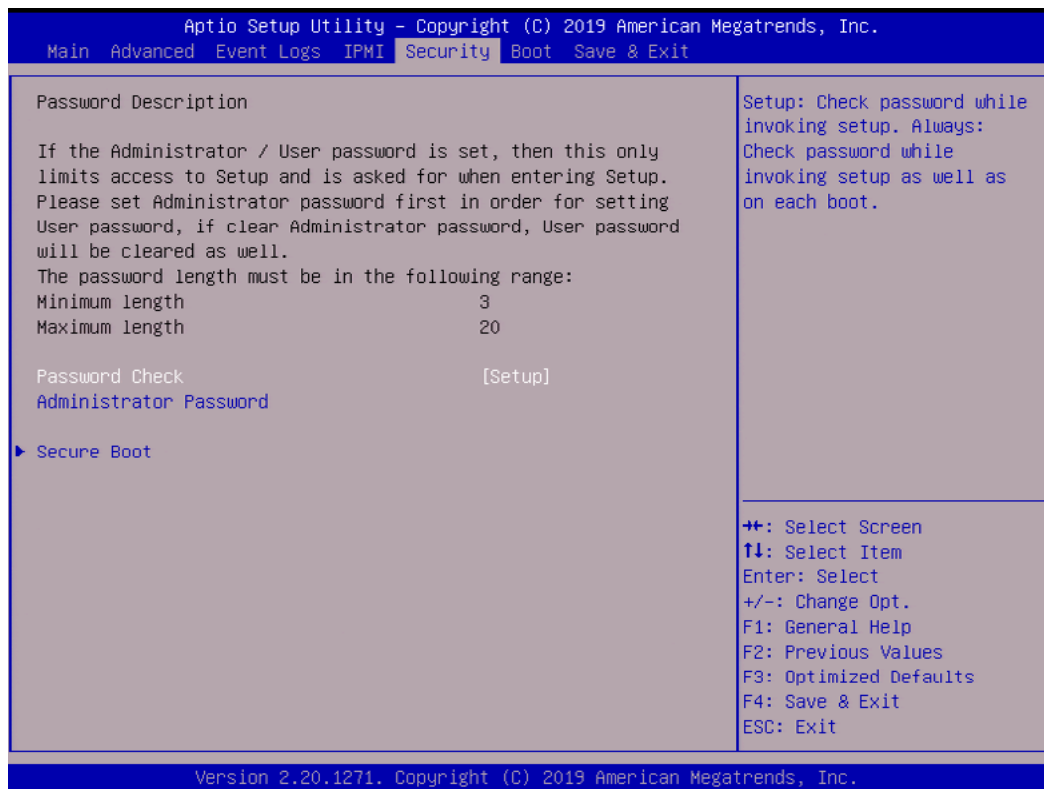 Aptio Setup Utility – Copyright (C) 2019 American Megatrends, Inc.
Main Advanced Event Logs IPMI Security Boot Save & Exit
Password Description
If the Administrator / User password is set, then this only
limits access to Setup and is asked for when entering Setup.
Please set Administrator password first in order for setting
User password, if clear Administrator password, User password
will be cleared as well.
The password length must be in the following range:
Minimum length 3
Maximum length 20
Password Check [Setup]
Administrator Password
▶ Secure Boot
Setup: Check password while
invoking setup. Always:
Check password while
invoking setup as well as
on each boot.
→←: Select Screen
↑↓: Select Item
Enter: Select
+/-: Change Opt.
F1: General Help
F2: Previous Values
F3: Optimized Defaults
F4: Save & Exit
ESC: Exit
Version 2.20.1271. Copyright (C) 2019 American Megatrends, Inc.